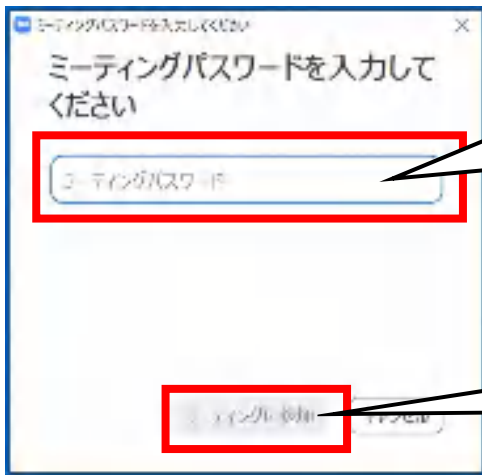 ミーティングパスワードを入力してください
ミーティングパスワードを入力して
ください
ミーティングパスワード
ミーティングに参加
キャンセル